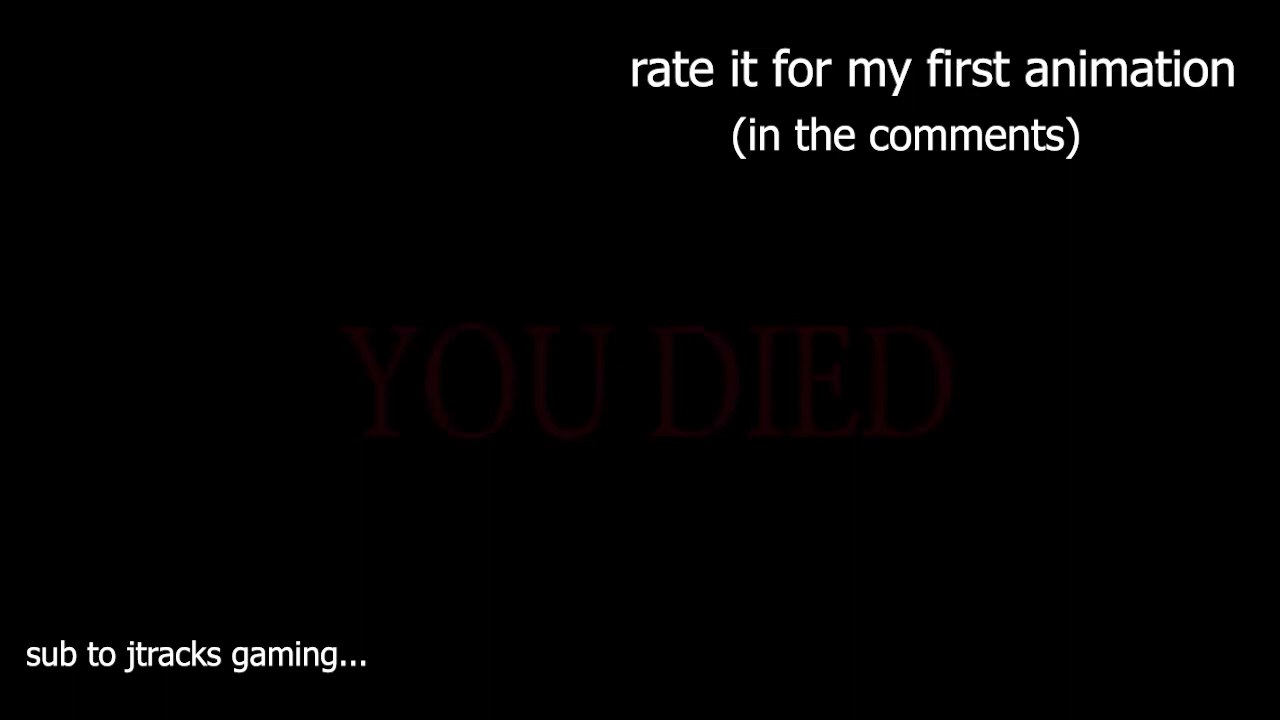 rate it for my first animation
(in the comments)
YOU DIED
sub to jtracks gaming...